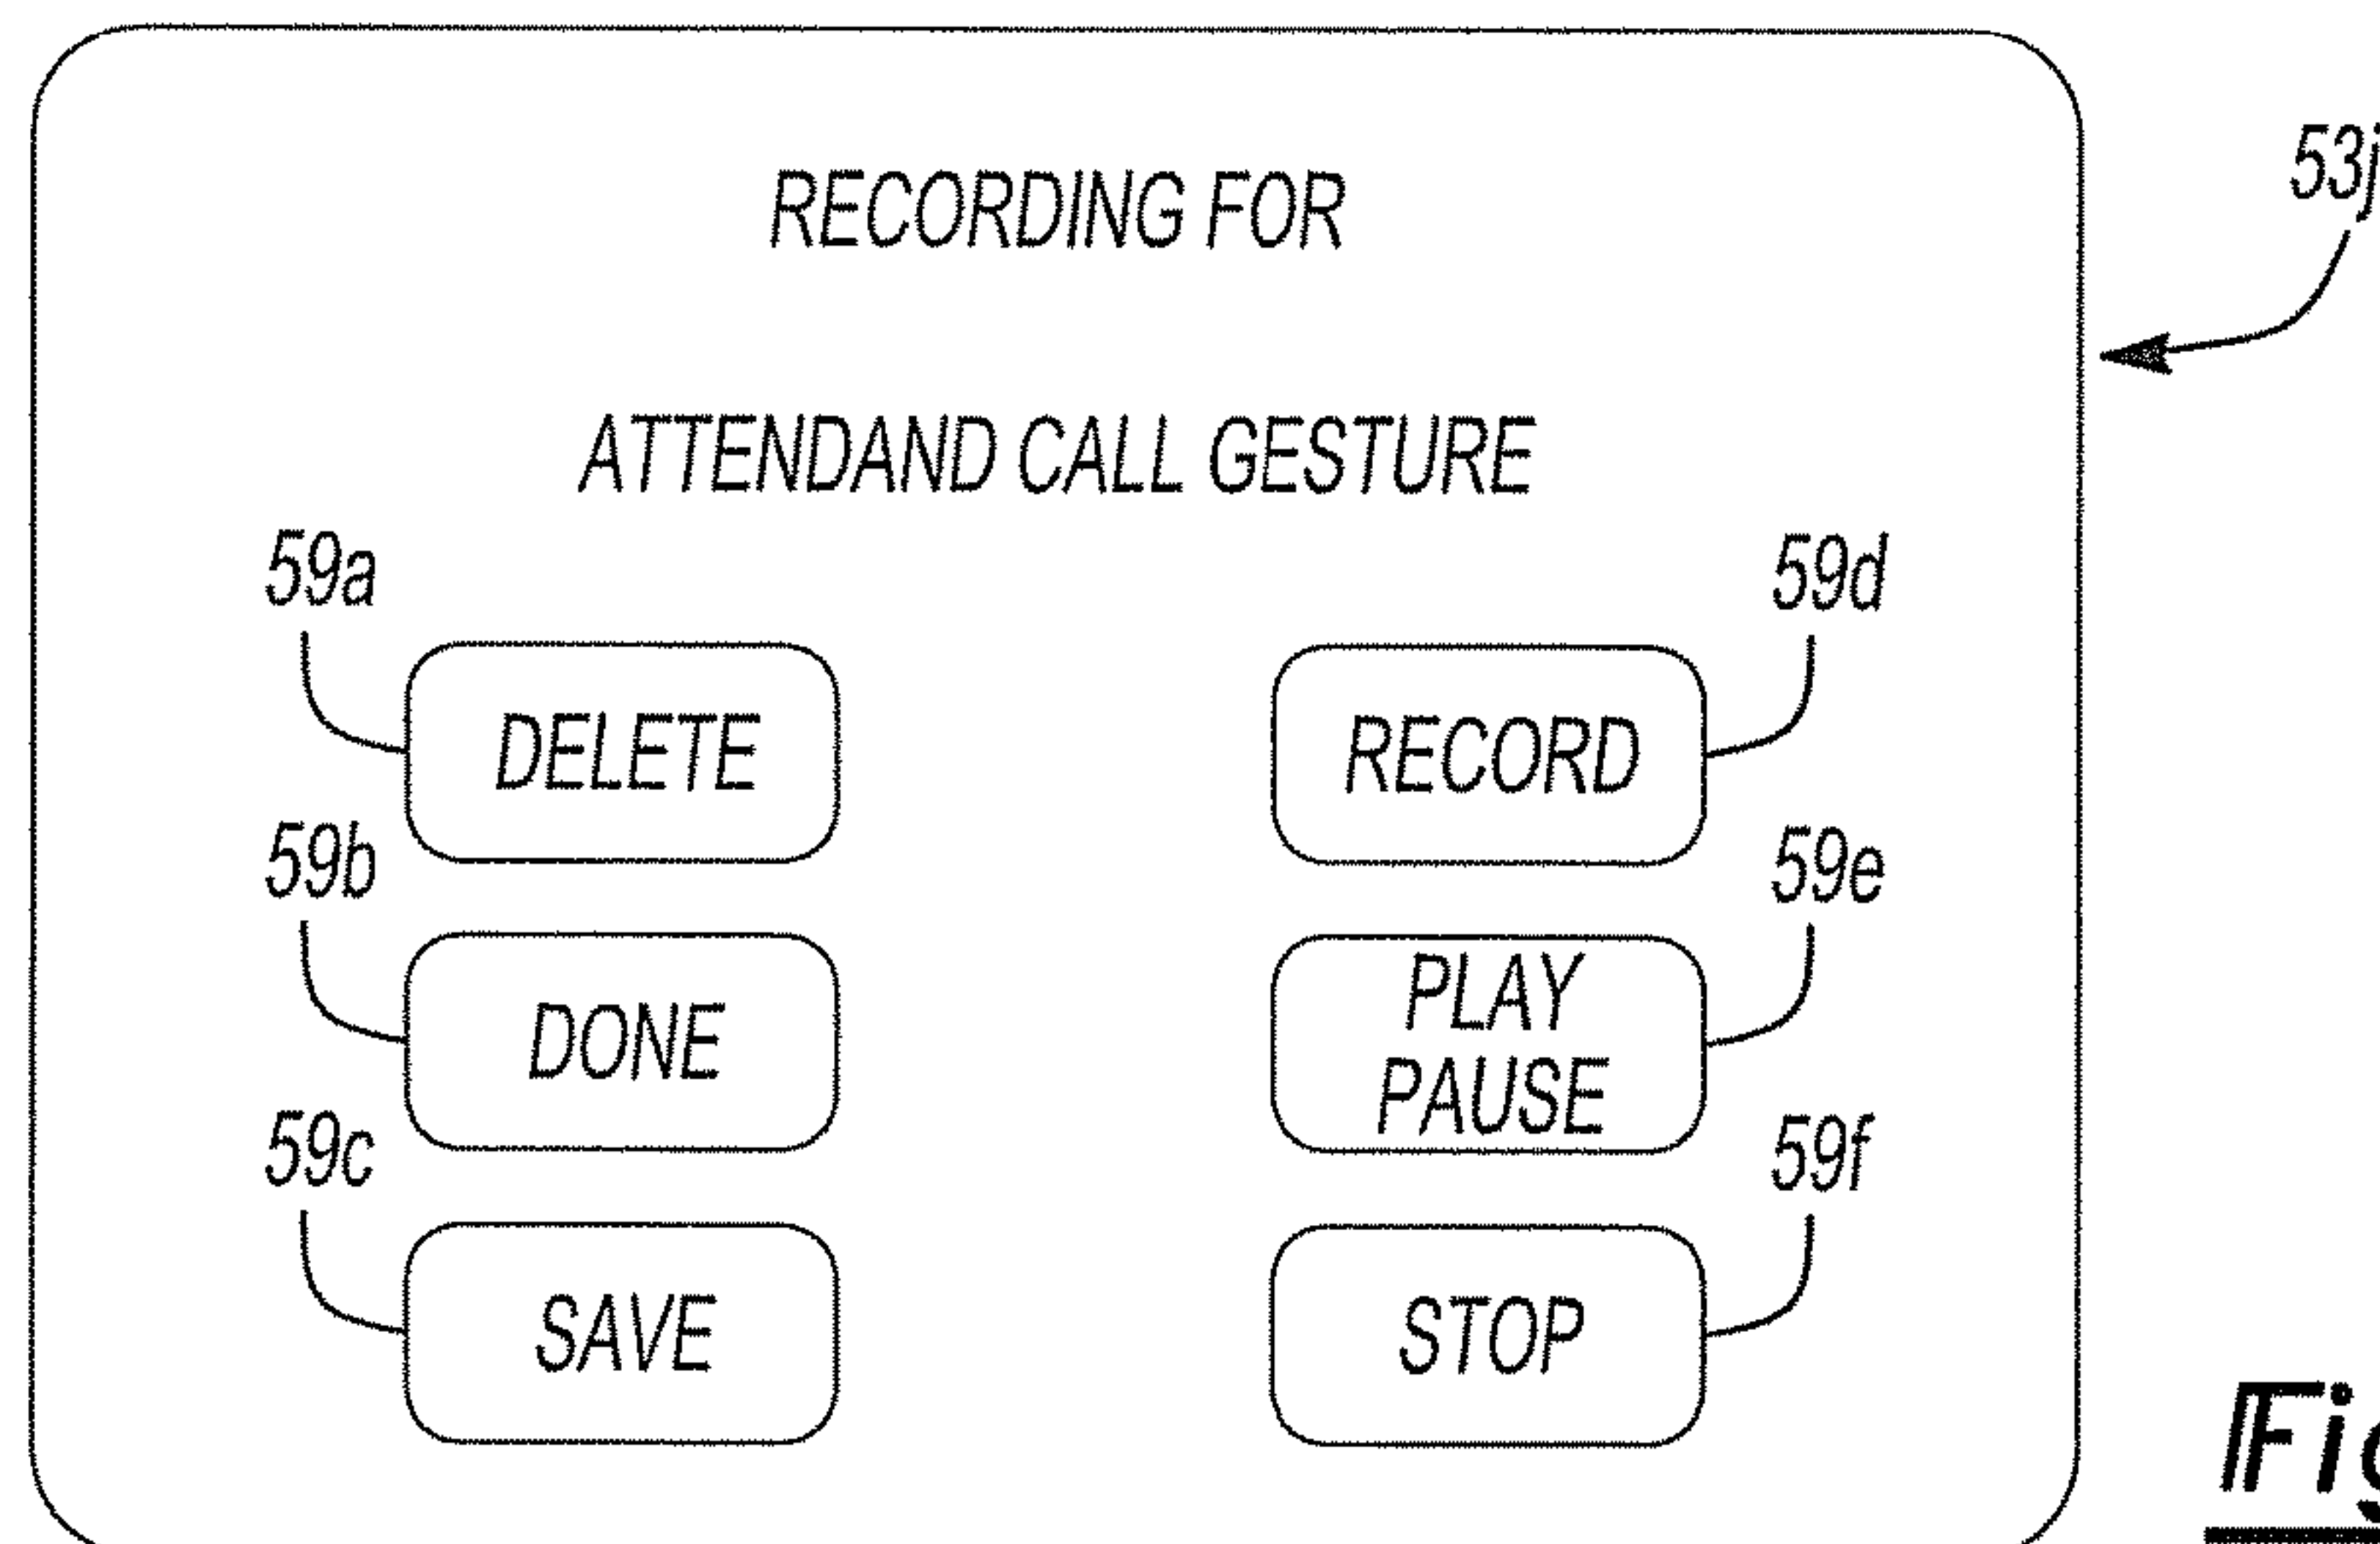 RECORDING FOR
53j
ATTENDAND CALL GESTURE
59a
59d
DELETE
RECORD
59b
59e
DONE
PLAY
PAUSE
59c
59f
SAVE
STOP